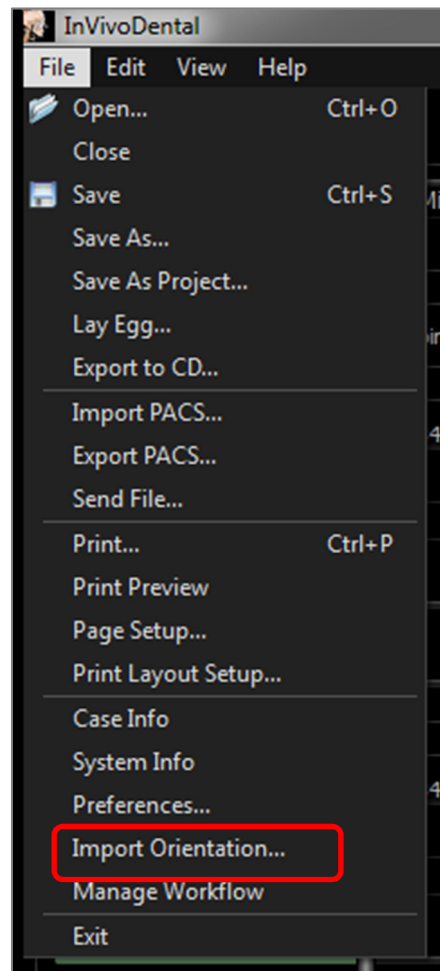 InVivoDental
File Edit View Help
Open... Ctrl+O
Close
Save Ctrl+S
Save As...
Save As Project...
Lay Egg...
Export to CD...
Import PACS...
Export PACS...
Send File...
Print... Ctrl+P
Print Preview
Page Setup...
Print Layout Setup...
Case Info
System Info
Preferences...
Import Orientation...
Manage Workflow
Exit